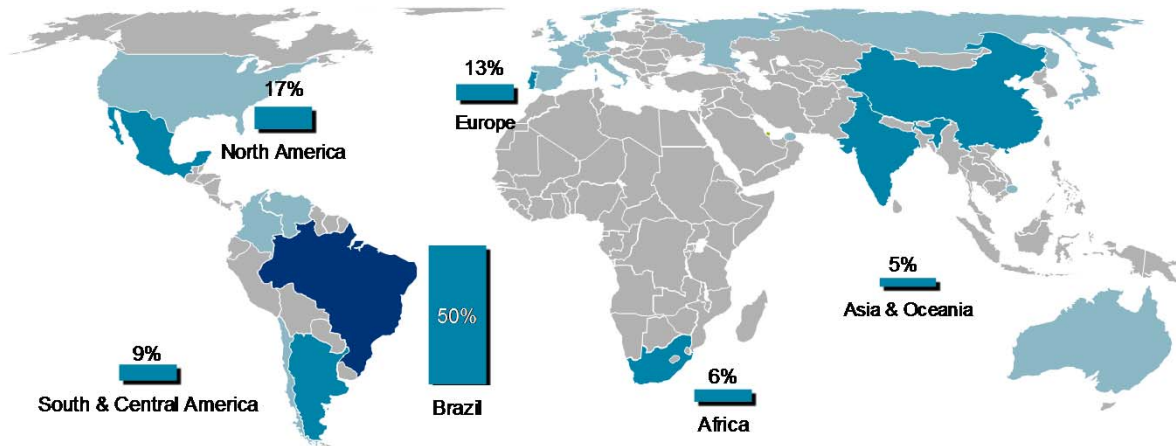 17%
North America
13%
Europe
50%
Brazil
9%
South & Central America
6%
Africa
5%
Asia & Oceania